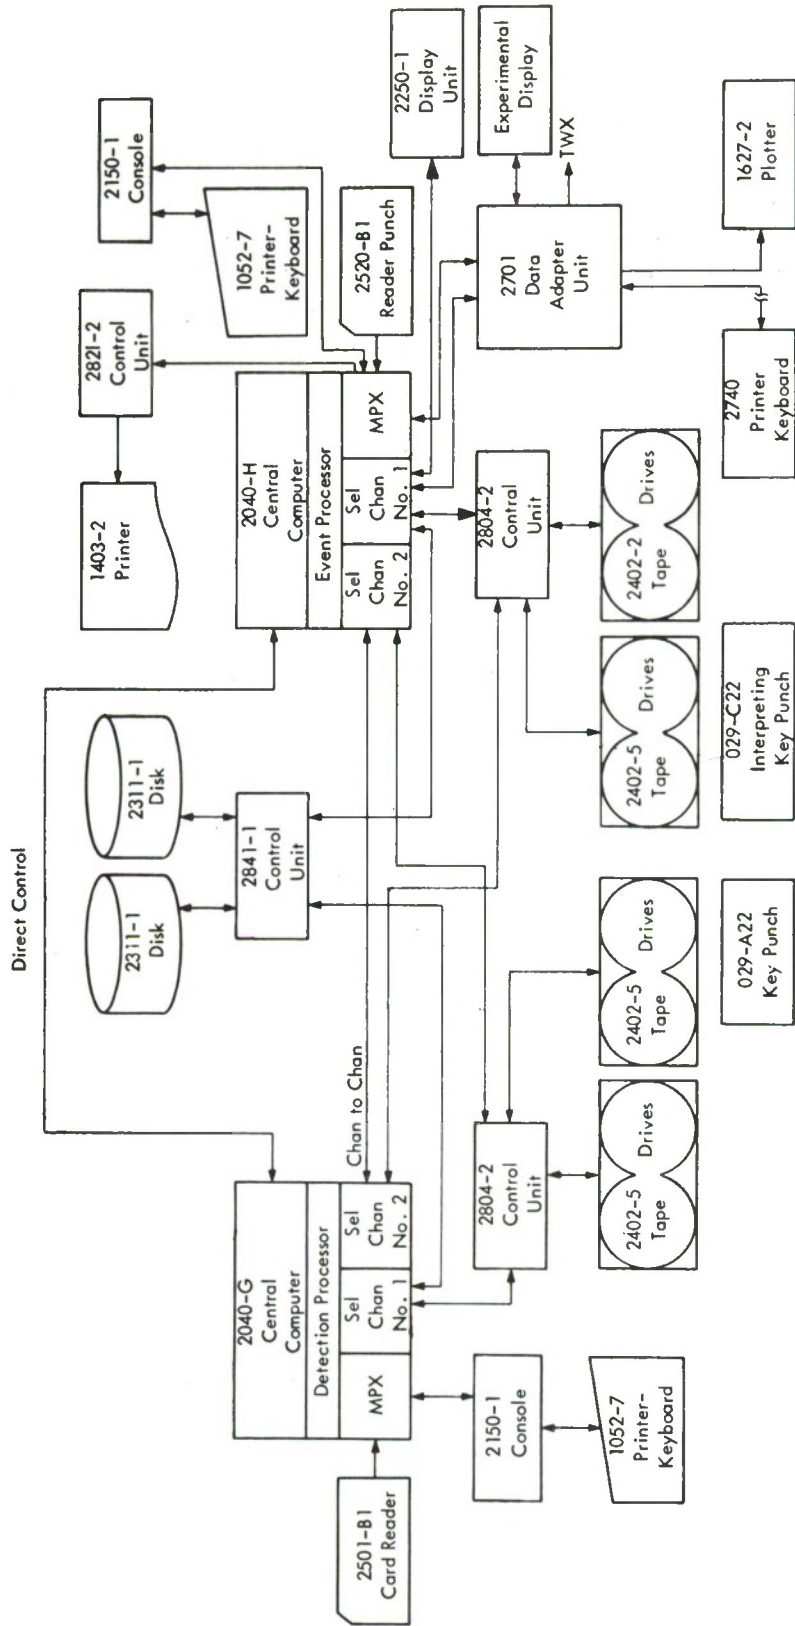 Direct Control
2311-1
Disk
2311-1
Disk
2841-1
Control
Unit
1403-2
Printer
2821-2
Control
Unit
2150-1
Console
1052-7
Printer-
Keyboard
2040-G
Central
Computer
Detection Processor
MPX
Sel
Chan
No. 1
Sel
Chan
No. 2
Chan to Chan
2040-H
Central
Computer
Event Processor
Sel
Chan
No. 2
Sel
Chan
No. 1
MPX
2520-B1
Reader Punch
2250-1
Display
Unit
2501-B1
Card Reader
2150-1
Console
1052-7
Printer-
Keyboard
2804-2
Control
Unit
2804-2
Control
Unit
2701
Data
Adapter
Unit
Experimental
Display
TWX
2402-5
Tape
Drives
2402-5
Tape
Drives
2402-5
Tape
Drives
2402-2
Tape
Drives
029-A22
Key Punch
029-C22
Interpreting
Key Punch
2740
Printer
Keyboard
1627-2
Plotter